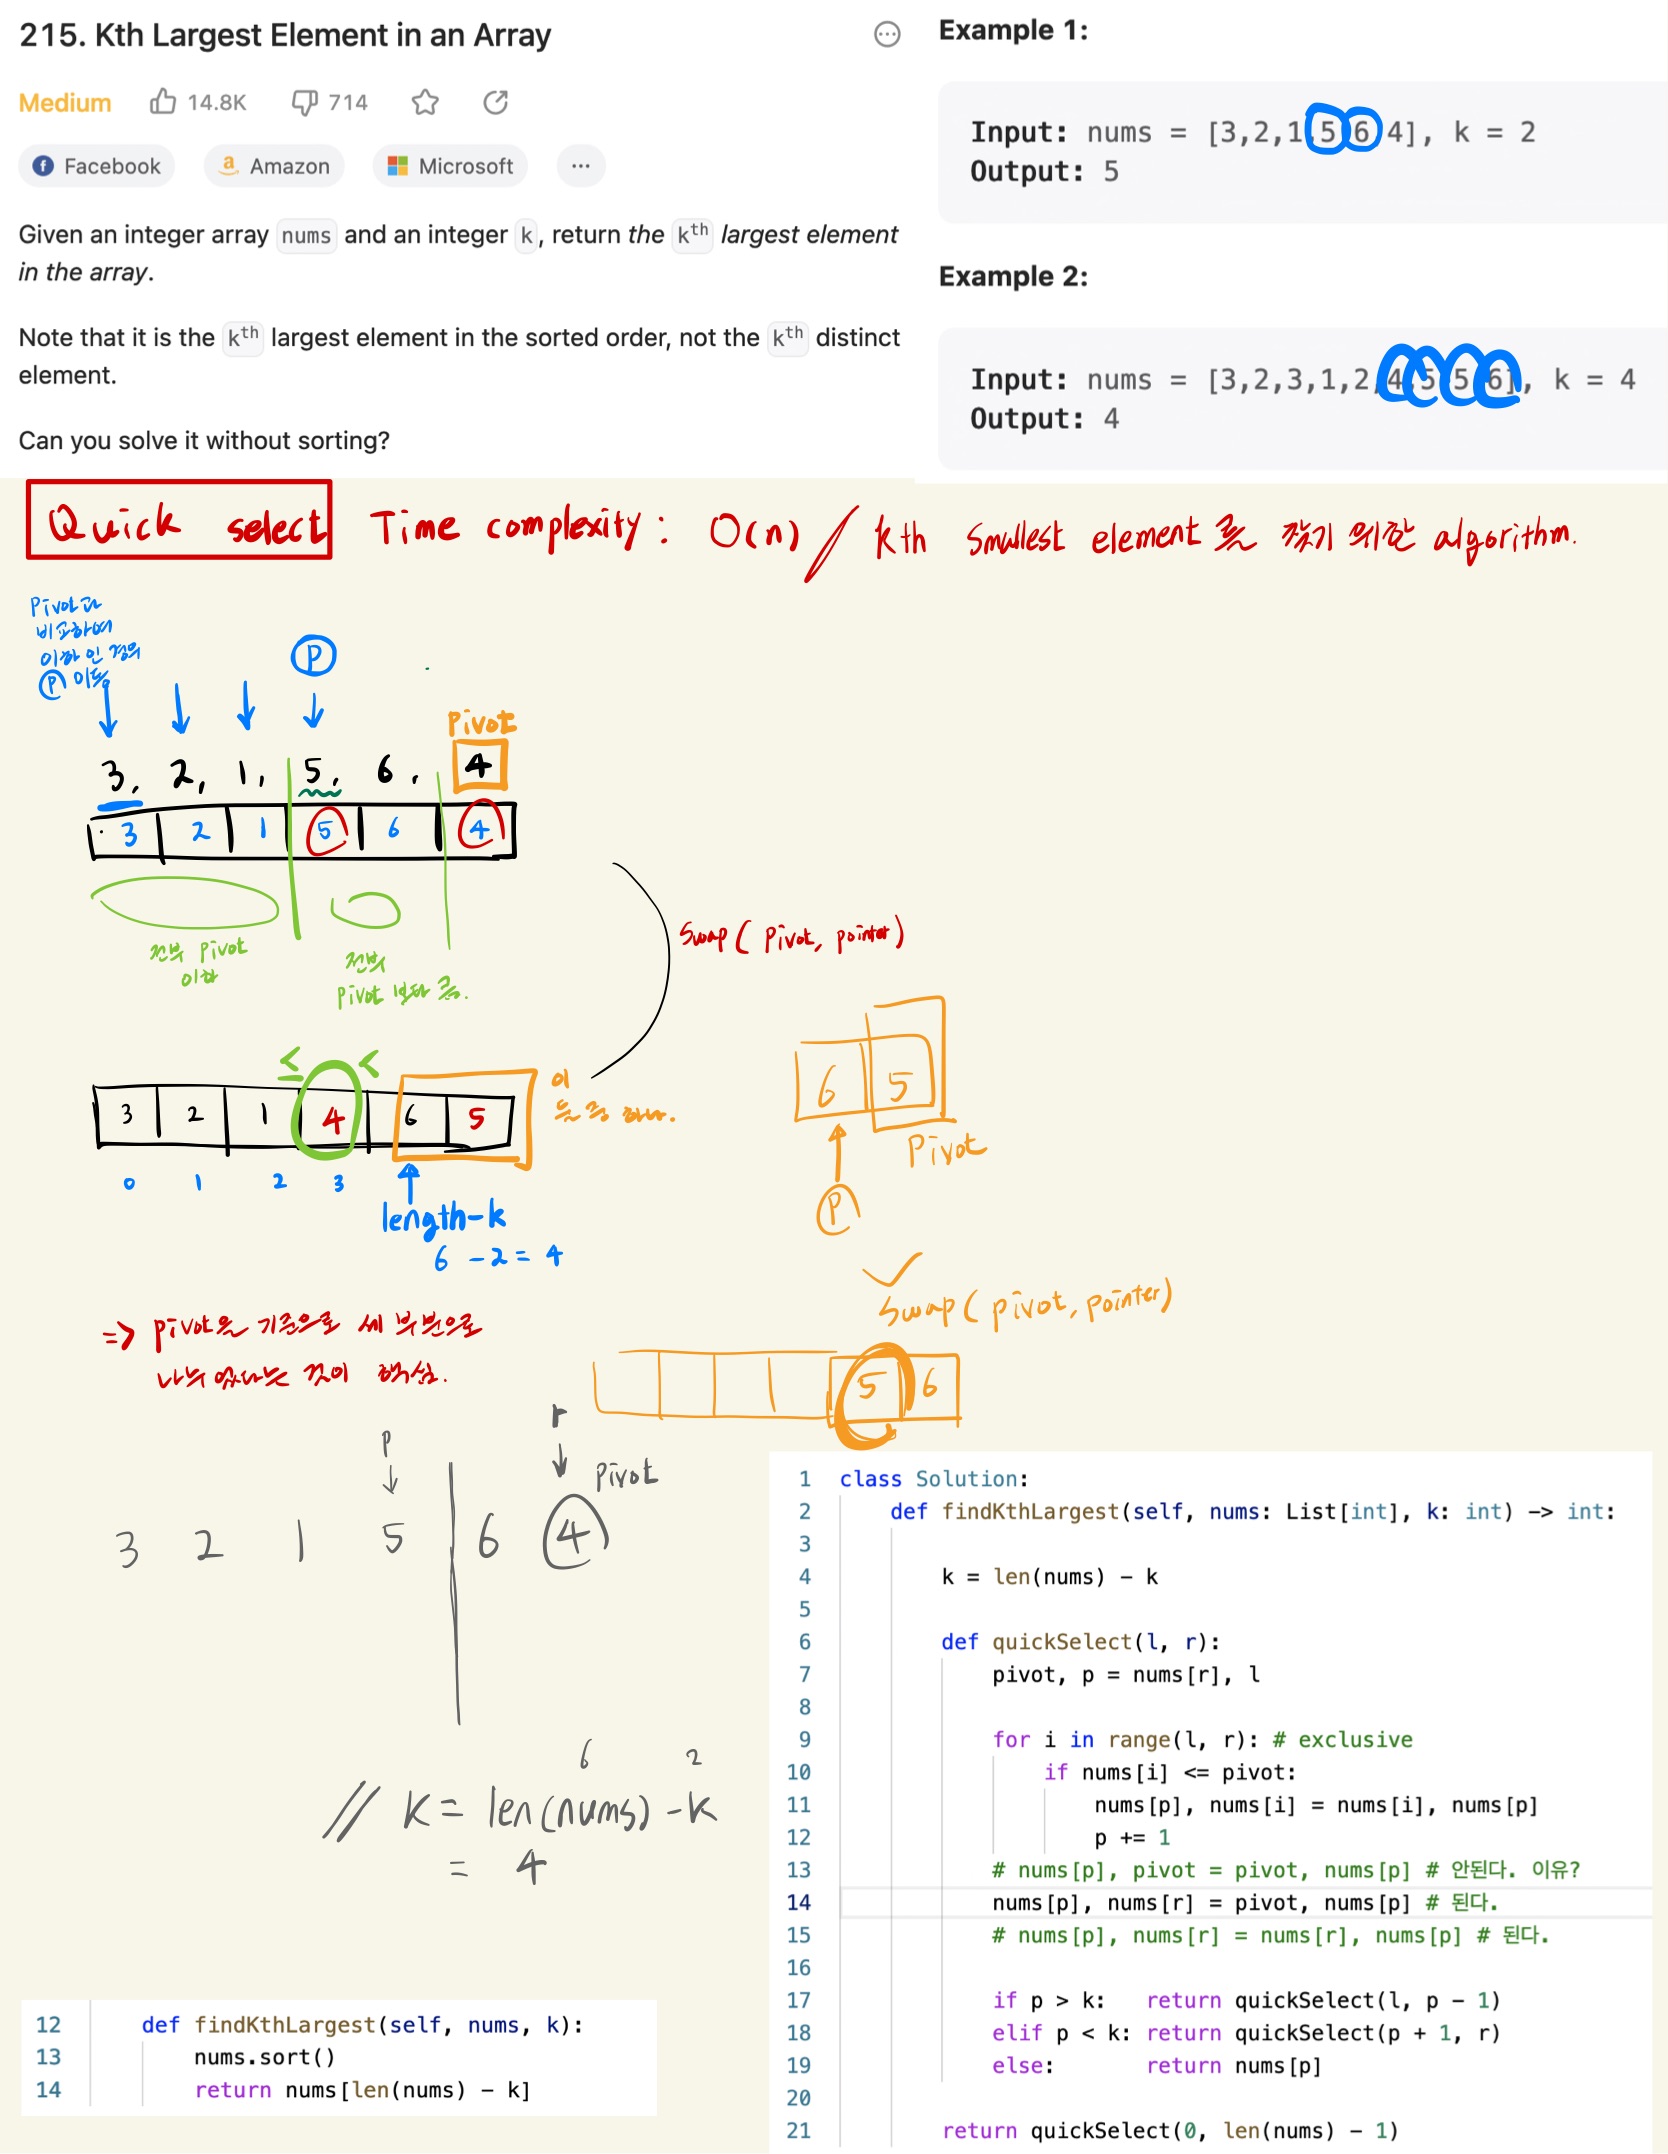 215. Kth Largest Element in an Array
Medium 14.8K 714
Facebook Amazon Microsoft ...
Given an integer array nums and an integer k, return the kth largest element
in the array.
Note that it is the kth largest element in the sorted order, not the kth distinct
element.
Can you solve it without sorting?
Example 1:
Input: nums = [3,2,1,5,6,4], k = 2
Output: 5
Example 2:
Input: nums = [3,2,3,1,2,4,5,5,6], k = 4
Output: 4
Quick select Time complexity: O(n) / kth smallest element 를 찾기 위한 algorithm.
Pivot과
비교하여
이하인 경우
P 이동
P
Pivot
3, 2, 1, 5, 6, 4
3 2 1 5 6 4
전부 pivot
이하
전부
pivot 보다 큼.
Swap (pivot, pointer)
≤ <
3 2 1 4 6 5
이
둘 중 하나.
0 1 2 3
length-k
6 - 2 = 4
6 5
Pivot
P
Swap (pivot, pointer)
5 6
=> pivot을 기준으로 세 부분으로
나누었다는 것이 핵심.
P
r
Pivot
3 2 1 5 6 4
6 2
// K = len(nums) - K
= 4
12 def findKthLargest(self, nums, k):
13 nums.sort()
14 return nums[len(nums) - k]
1 class Solution:
2 def findKthLargest(self, nums: List[int], k: int) -> int:
3
4 k = len(nums) - k
5
6 def quickSelect(l, r):
7 pivot, p = nums[r], l
8
9 for i in range(l, r): # exclusive
10 if nums[i] <= pivot:
11 nums[p], nums[i] = nums[i], nums[p]
12 p += 1
13 # nums[p], pivot = pivot, nums[p] # 안된다. 이유?
14 nums[p], nums[r] = pivot, nums[p] # 된다.
15 # nums[p], nums[r] = nums[r], nums[p] # 된다.
16
17 if p > k: return quickSelect(l, p - 1)
18 elif p < k: return quickSelect(p + 1, r)
19 else: return nums[p]
20
21 return quickSelect(0, len(nums) - 1)